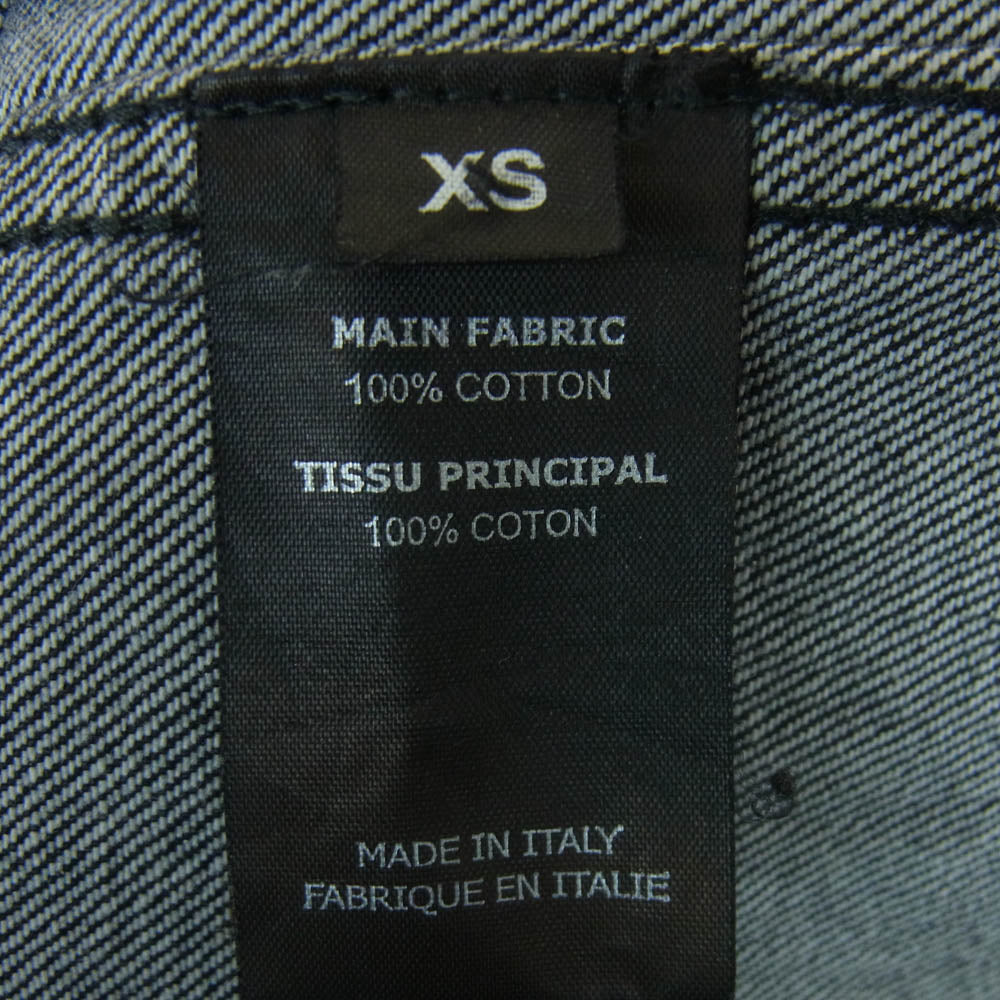 XS
MAIN FABRIC
100% COTTON
TISSU PRINCIPAL
100% COTON
MADE IN ITALY
FABRIQUE EN ITALIE